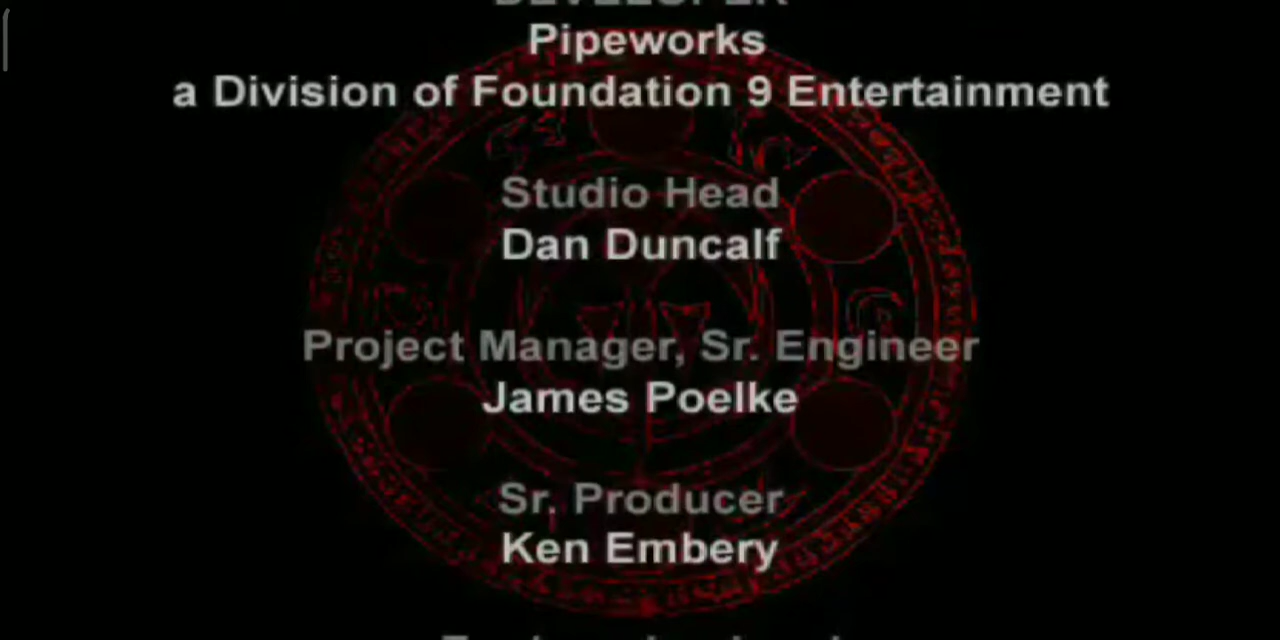 DEVELOPER
Pipeworks
a Division of Foundation 9 Entertainment
Studio Head
Dan Duncalf
Project Manager, Sr. Engineer
James Poelke
Sr. Producer
Ken Embery